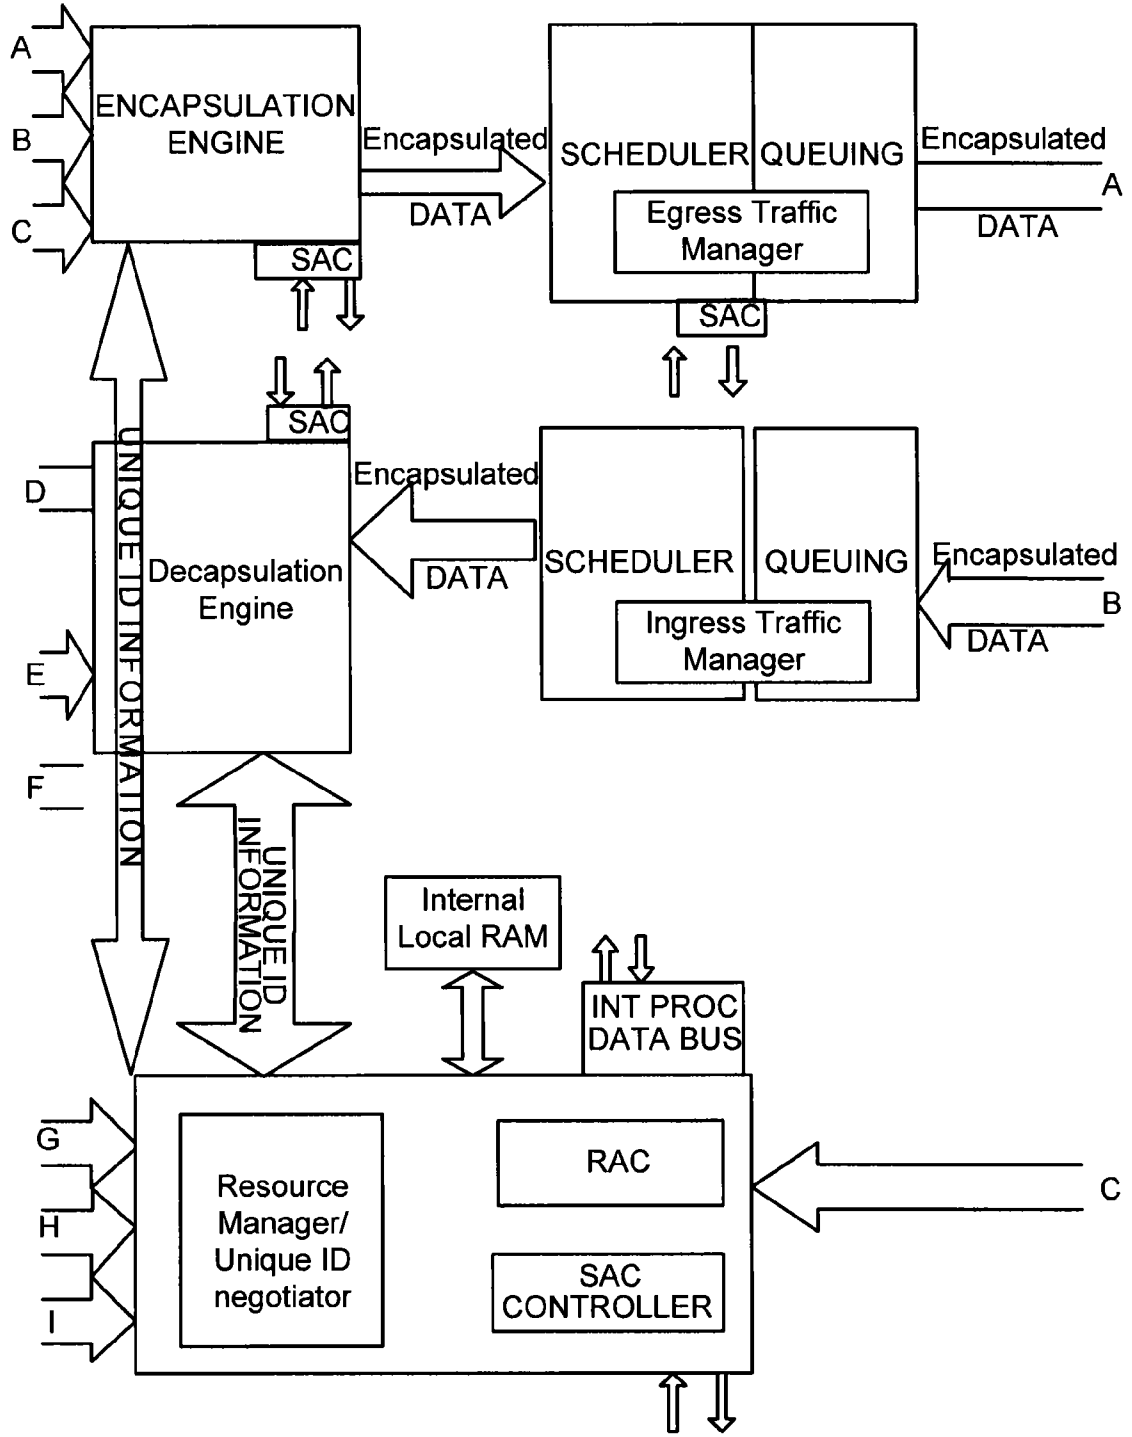 A
B
C
ENCAPSULATION
ENGINE
Encapsulated
DATA
SCHEDULER
QUEUING
Egress Traffic
Manager
Encapsulated
A
DATA
SAC
SAC
SAC
D
E
F
UNIQUE ID INFORMATION
Decapsulation
Engine
Encapsulated
DATA
SCHEDULER
QUEUING
Ingress Traffic
Manager
Encapsulated
B
DATA
UNIQUE ID
INFORMATION
Internal
Local RAM
INT PROC
DATA BUS
G
H
I
Resource
Manager/
Unique ID
negotiator
RAC
SAC
CONTROLLER
C